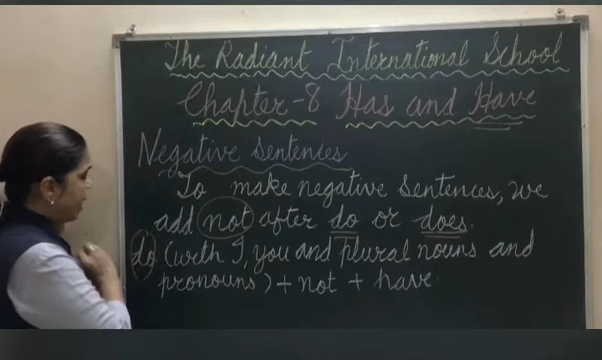 The Radiant International School
Chapter-8 Has and Have
Negative Sentences
To make negative sentences, we
add not after do or does.
do (with I, you and plural nouns and
pronouns) + not + have